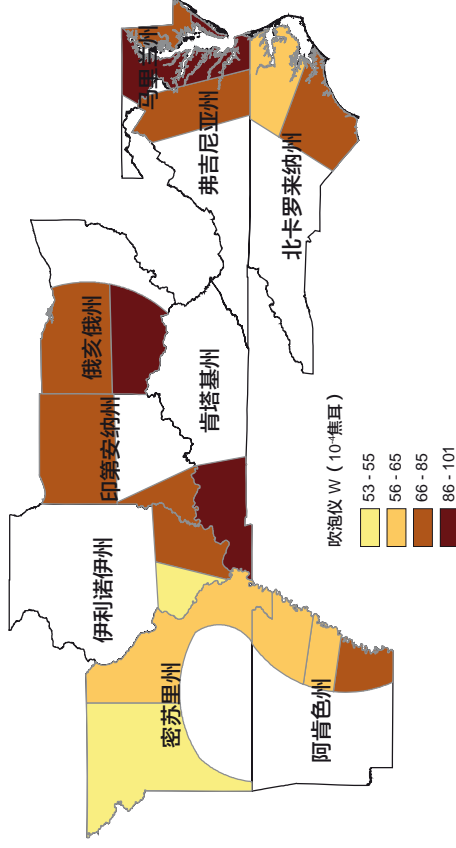 马里兰州
弗吉尼亚州
北卡罗来纳州
俄亥俄州
肯塔基州
印第安纳州
伊利诺伊州
密苏里州
阿肯色州
吹泡仪 W（10⁻⁴焦耳）
53 - 55
56 - 65
66 - 85
86 - 101